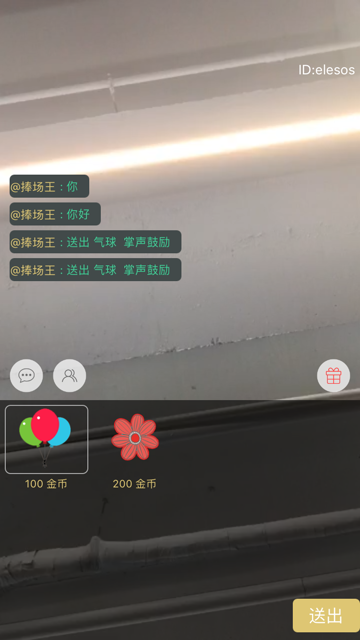 ID:elesos
@捧场王：你
@捧场王：你好
@捧场王：送出 气球 掌声鼓励
@捧场王：送出 气球 掌声鼓励
100 金币
200 金币
送出